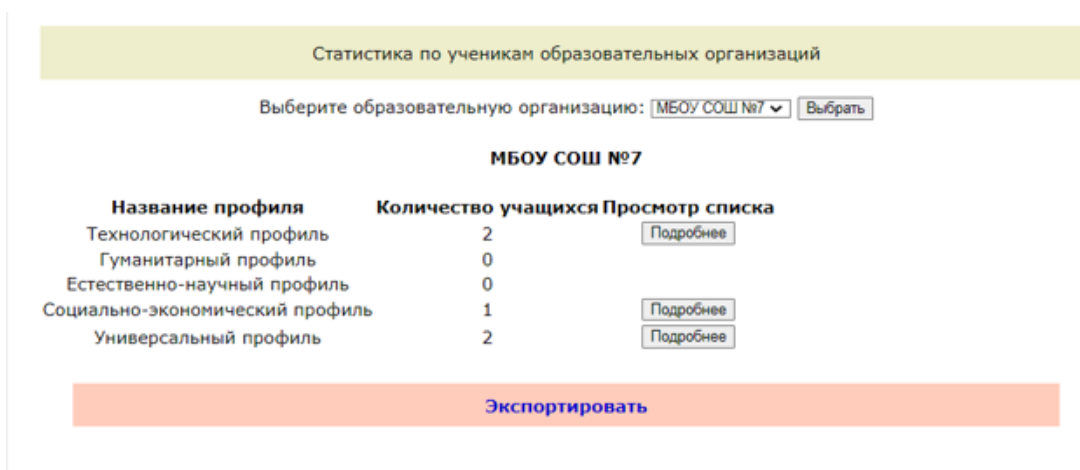 Статистика по ученикам образовательных организаций
Выберите образовательную организацию: МБОУ СОШ №7 Выбрать
МБОУ СОШ №7
Название профиля Количество учащихся Просмотр списка
Технологический профиль 2 Подробнее
Гуманитарный профиль 0
Естественно-научный профиль 0
Социально-экономический профиль 1 Подробнее
Универсальный профиль 2 Подробнее
Экспортировать